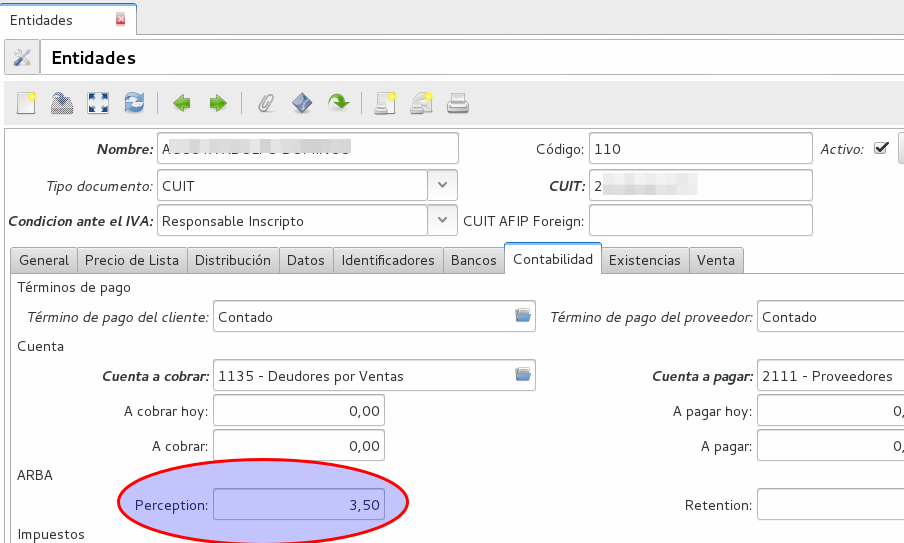 Entidades
Entidades
Nombre: Código: 110 Activo:
Tipo documento: CUIT CUIT: 2
Condicion ante el IVA: Responsable Inscripto CUIT AFIP Foreign:
General Precio de Lista Distribución Datos Identificadores Bancos Contabilidad Existencias Venta
Términos de pago
Término de pago del cliente: Contado Término de pago del proveedor: Contado
Cuenta
Cuenta a cobrar: 1135 - Deudores por Ventas Cuenta a pagar: 2111 - Proveedores
A cobrar hoy: 0,00 A pagar hoy: 0,
A cobrar: 0,00 A pagar: 0,
ARBA
Perception: 3,50 Retention:
Impuestos